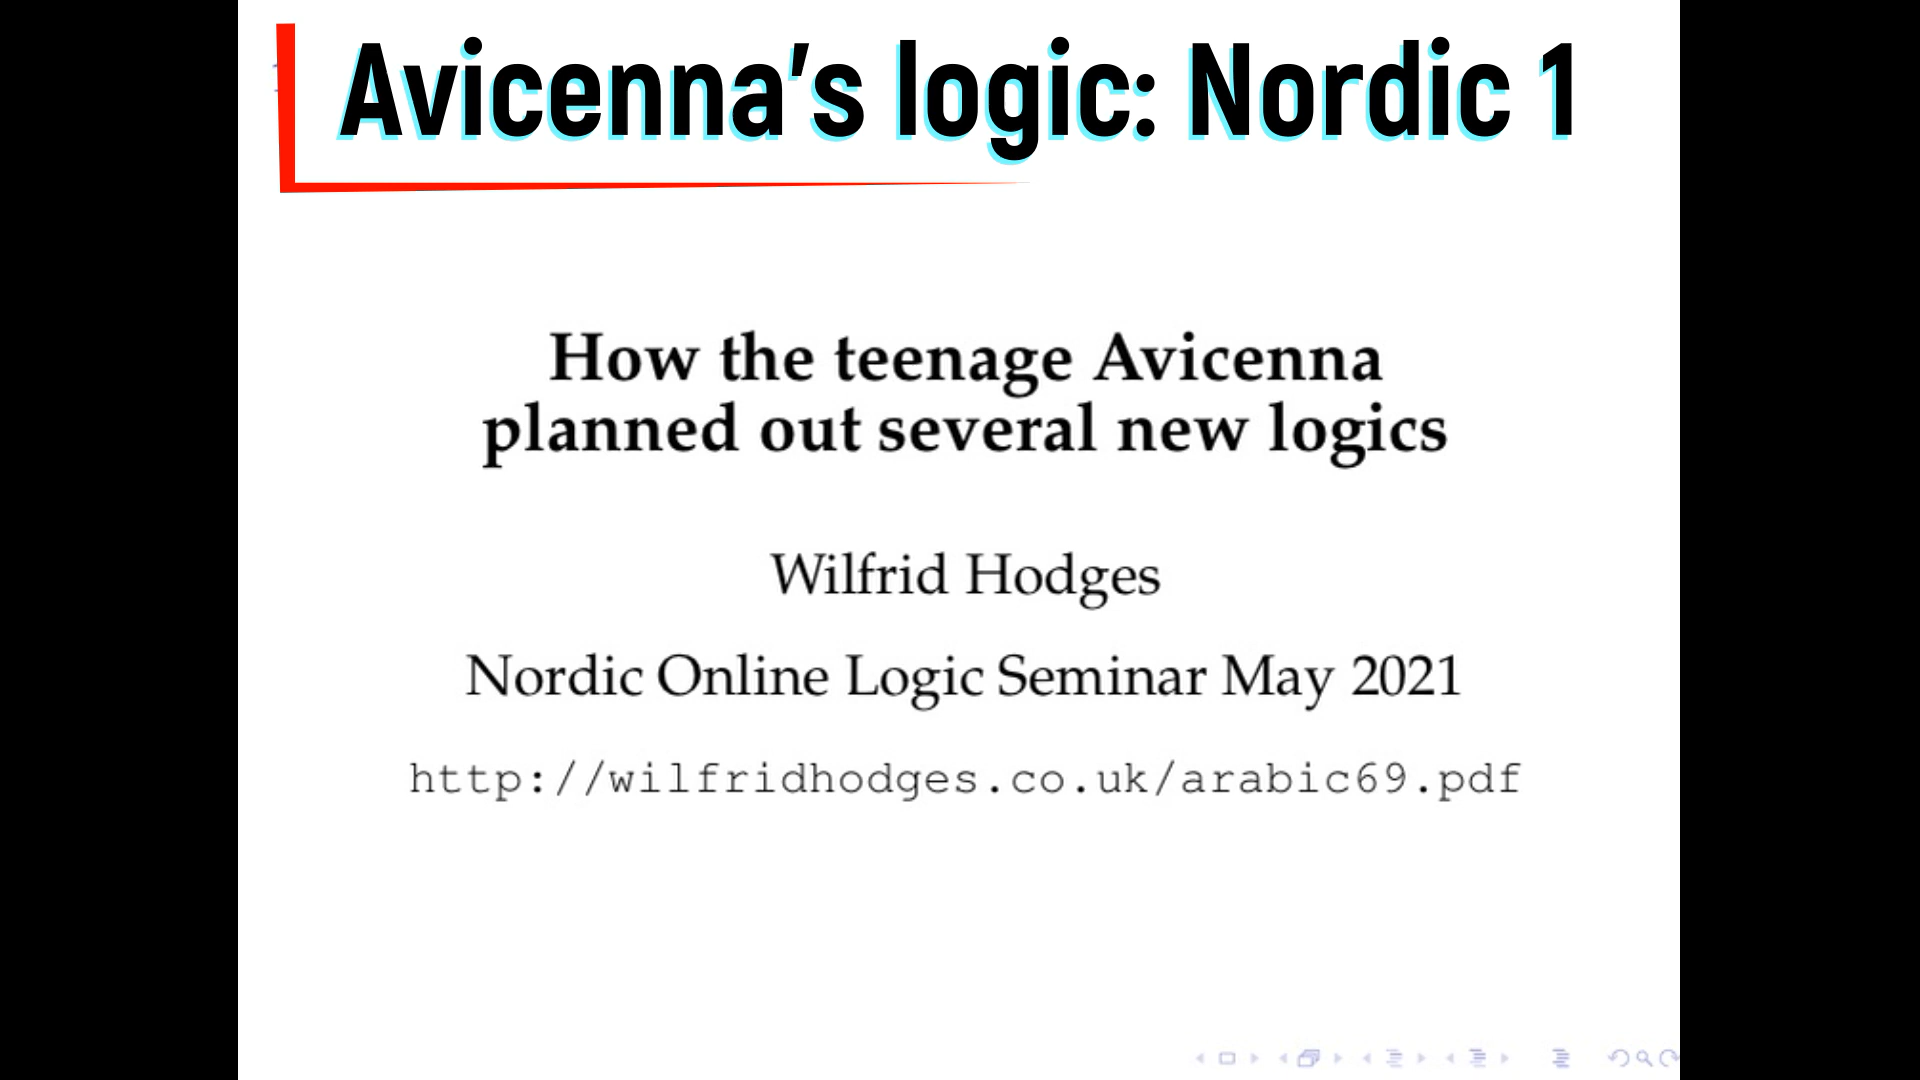 Avicenna's logic: Nordic 1
How the teenage Avicenna
planned out several new logics
Wilfrid Hodges
Nordic Online Logic Seminar May 2021
http://wilfridhodges.co.uk/arabic69.pdf